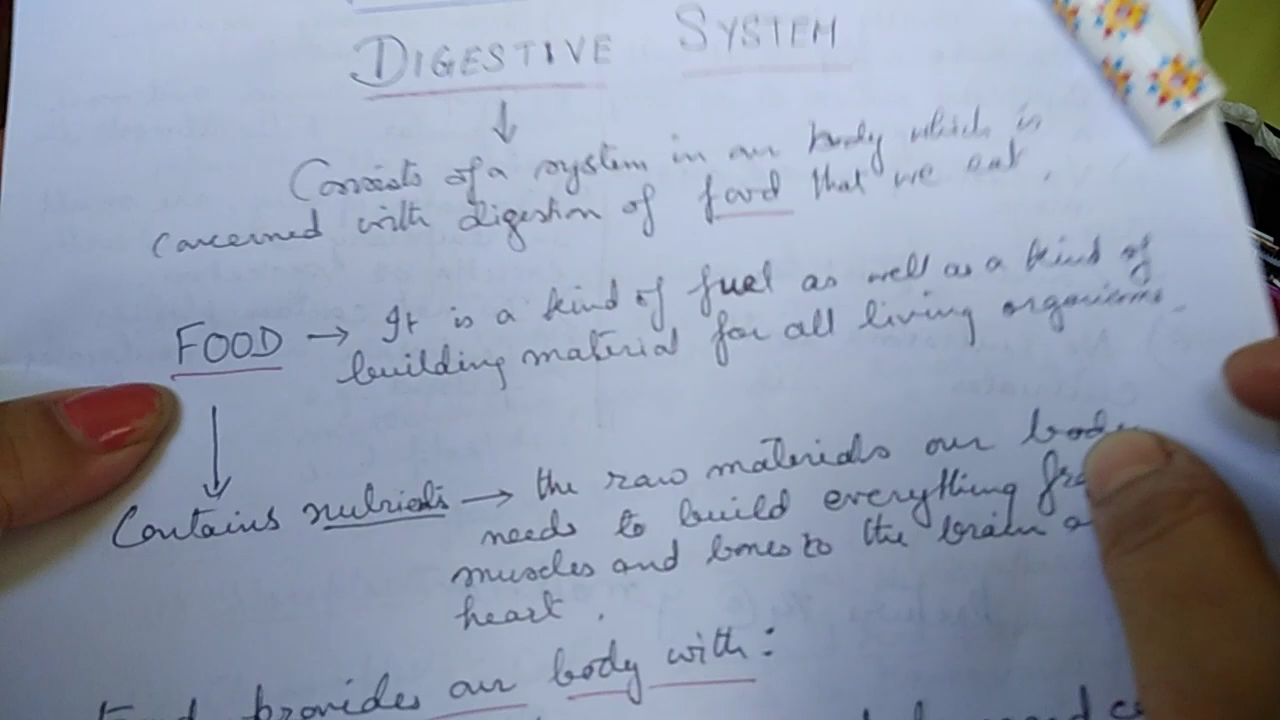 DIGESTIVE SYSTEM
↓
Consists of a system in our body which is
concerned with digestion of food that we eat.
FOOD → It is a kind of fuel as well as a kind of
building material for all living organisms.
↓
Contains nutrients → the raw materials our body
needs to build everything
muscles and bones to the brain
heart.
Food provides our body with: